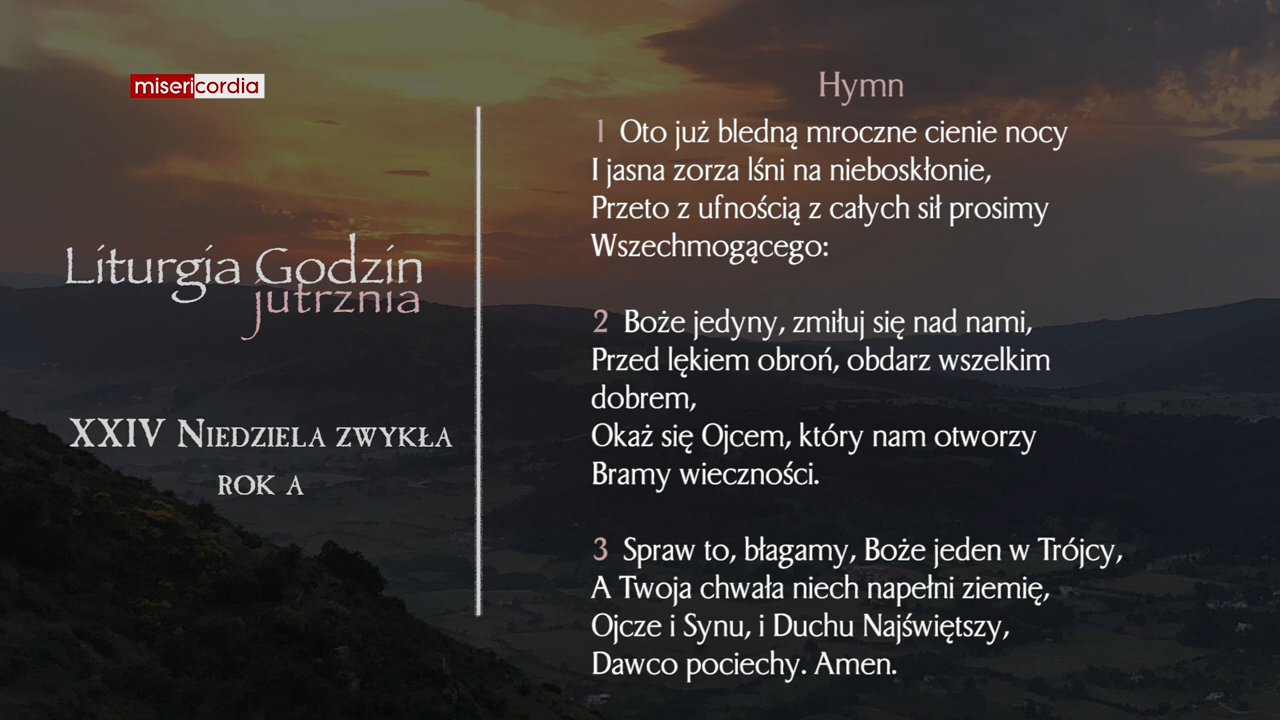 misericordia
Liturgia Godzin
jutrznia
XXIV Niedziela zwykła
rok a
Hymn
1 Oto już bledną mroczne cienie nocy
I jasna zorza lśni na nieboskłonie,
Przeto z ufnością z całych sił prosimy
Wszechmogącego:
2 Boże jedyny, zmiłuj się nad nami,
Przed lękiem obroń, obdarz wszelkim
dobrem,
Okaż się Ojcem, który nam otworzy
Bramy wieczności.
3 Spraw to, błagamy, Boże jeden w Trójcy,
A Twoja chwała niech napełni ziemię,
Ojcze i Synu, i Duchu Najświętszy,
Dawco pociechy. Amen.